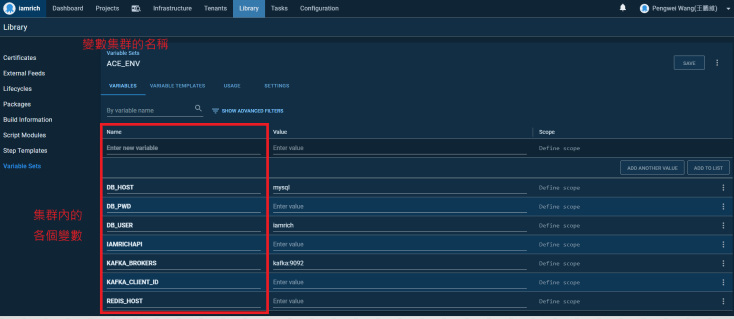 iamrich Dashboard Projects Infrastructure Tenants Library Tasks Configuration Pengwei Wang(王鵬維)
Library
變數集群的名稱
Certificates
External Feeds
Lifecycles
Packages
Build Information
Script Modules
Step Templates
Variable Sets
Variable Sets
ACE_ENV
SAVE
VARIABLES VARIABLE TEMPLATES USAGE SETTINGS
By variable name SHOW ADVANCED FILTERS
Name Value Scope
Enter new variable Enter value Define scope
ADD ANOTHER VALUE ADD TO LIST
DB_HOST mysql Define scope
DB_PWD Enter value Define scope
DB_USER iamrich Define scope
IAMRICHAPI Enter value Define scope
KAFKA_BROKERS kafka:9092 Define scope
KAFKA_CLIENT_ID Enter value Define scope
REDIS_HOST Enter value Define scope
集群內的
各個變數